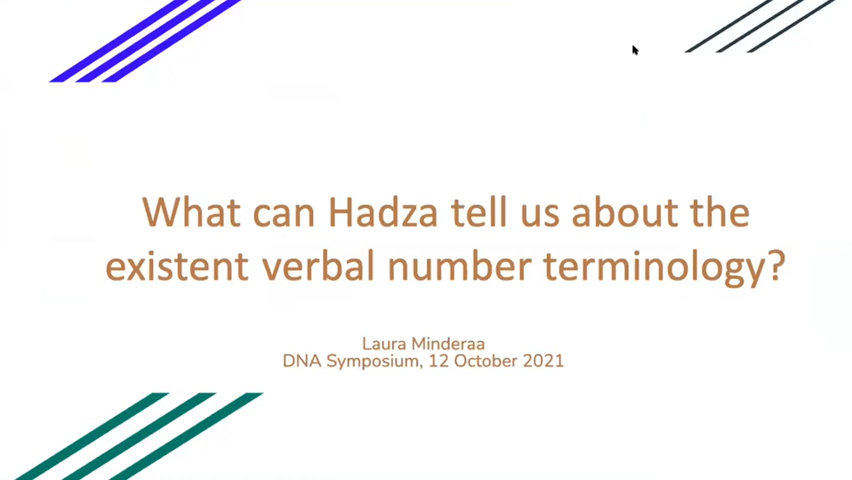 What can Hadza tell us about the
existent verbal number terminology?
Laura Minderaa
DNA Symposium, 12 October 2021